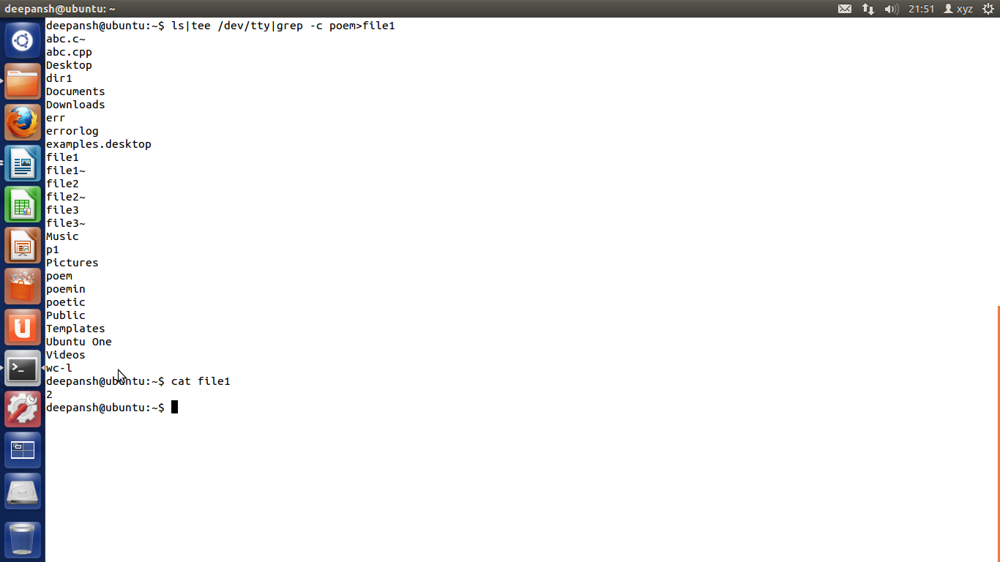 deepansh@ubuntu: ~
21:51 xyz
deepansh@ubuntu:~$ ls|tee /dev/tty|grep -c poem>file1
abc.c~
abc.cpp
Desktop
dir1
Documents
Downloads
err
errorlog
examples.desktop
file1
file1~
file2
file2~
file3
file3~
Music
p1
Pictures
poem
poemin
poetic
Public
Templates
Ubuntu One
Videos
wc-l
deepansh@ubuntu:~$ cat file1
2
deepansh@ubuntu:~$